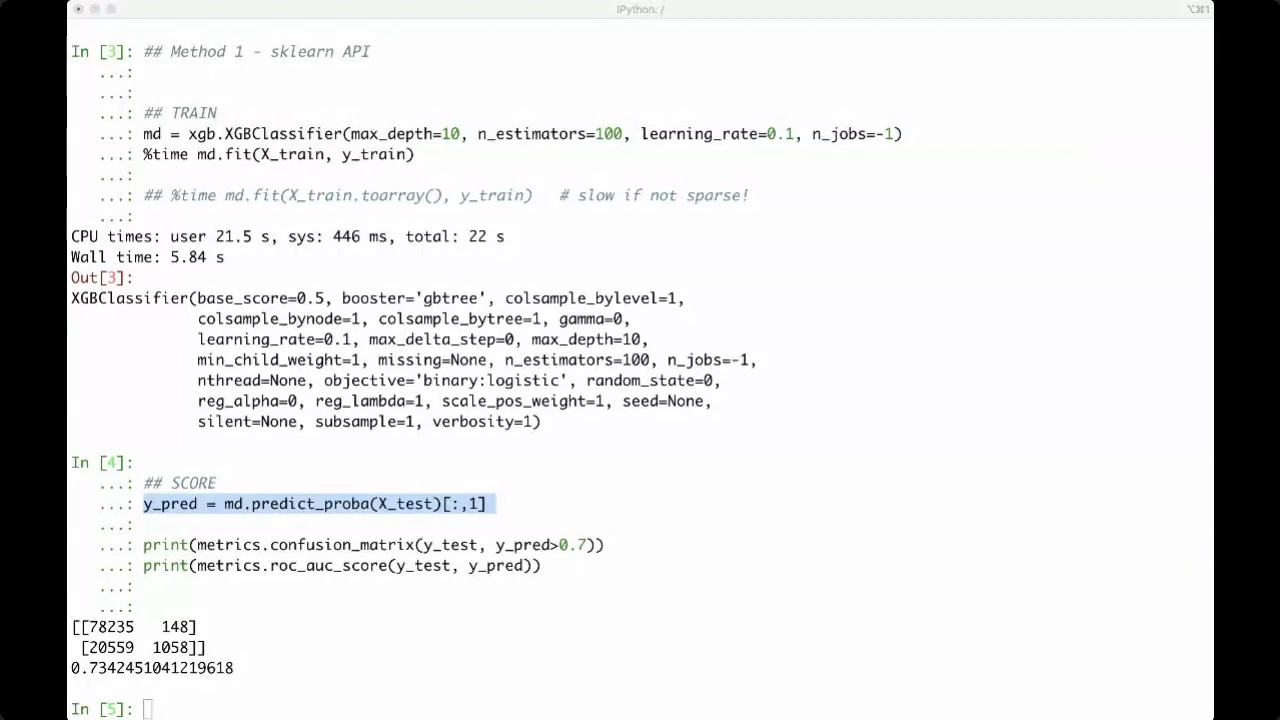 IPython: /
⌥⌘1
In [3]: ## Method 1 - sklearn API
...:
...:
...: ## TRAIN
...: md = xgb.XGBClassifier(max_depth=10, n_estimators=100, learning_rate=0.1, n_jobs=-1)
...: %time md.fit(X_train, y_train)
...:
...: ## %time md.fit(X_train.toarray(), y_train)   # slow if not sparse!
...:
CPU times: user 21.5 s, sys: 446 ms, total: 22 s
Wall time: 5.84 s
Out[3]:
XGBClassifier(base_score=0.5, booster='gbtree', colsample_bylevel=1,
colsample_bynode=1, colsample_bytree=1, gamma=0,
learning_rate=0.1, max_delta_step=0, max_depth=10,
min_child_weight=1, missing=None, n_estimators=100, n_jobs=-1,
nthread=None, objective='binary:logistic', random_state=0,
reg_alpha=0, reg_lambda=1, scale_pos_weight=1, seed=None,
silent=None, subsample=1, verbosity=1)
In [4]:
...: ## SCORE
...: y_pred = md.predict_proba(X_test)[:,1]
...:
...: print(metrics.confusion_matrix(y_test, y_pred>0.7))
...: print(metrics.roc_auc_score(y_test, y_pred))
...:
...:
[[78235   148]
[20559  1058]]
0.7342451041219618
In [5]: